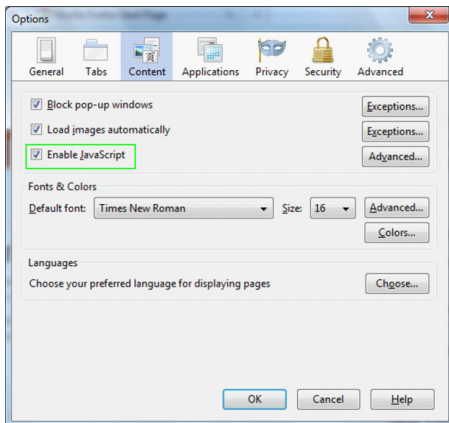 Options
General Tabs Content Applications Privacy Security Advanced
Block pop-up windows Exceptions...
Load images automatically Exceptions...
Enable JavaScript Advanced...
Fonts & Colors
Default font: Times New Roman Size: 16 Advanced...
Colors...
Languages
Choose your preferred language for displaying pages Choose...
OK Cancel Help